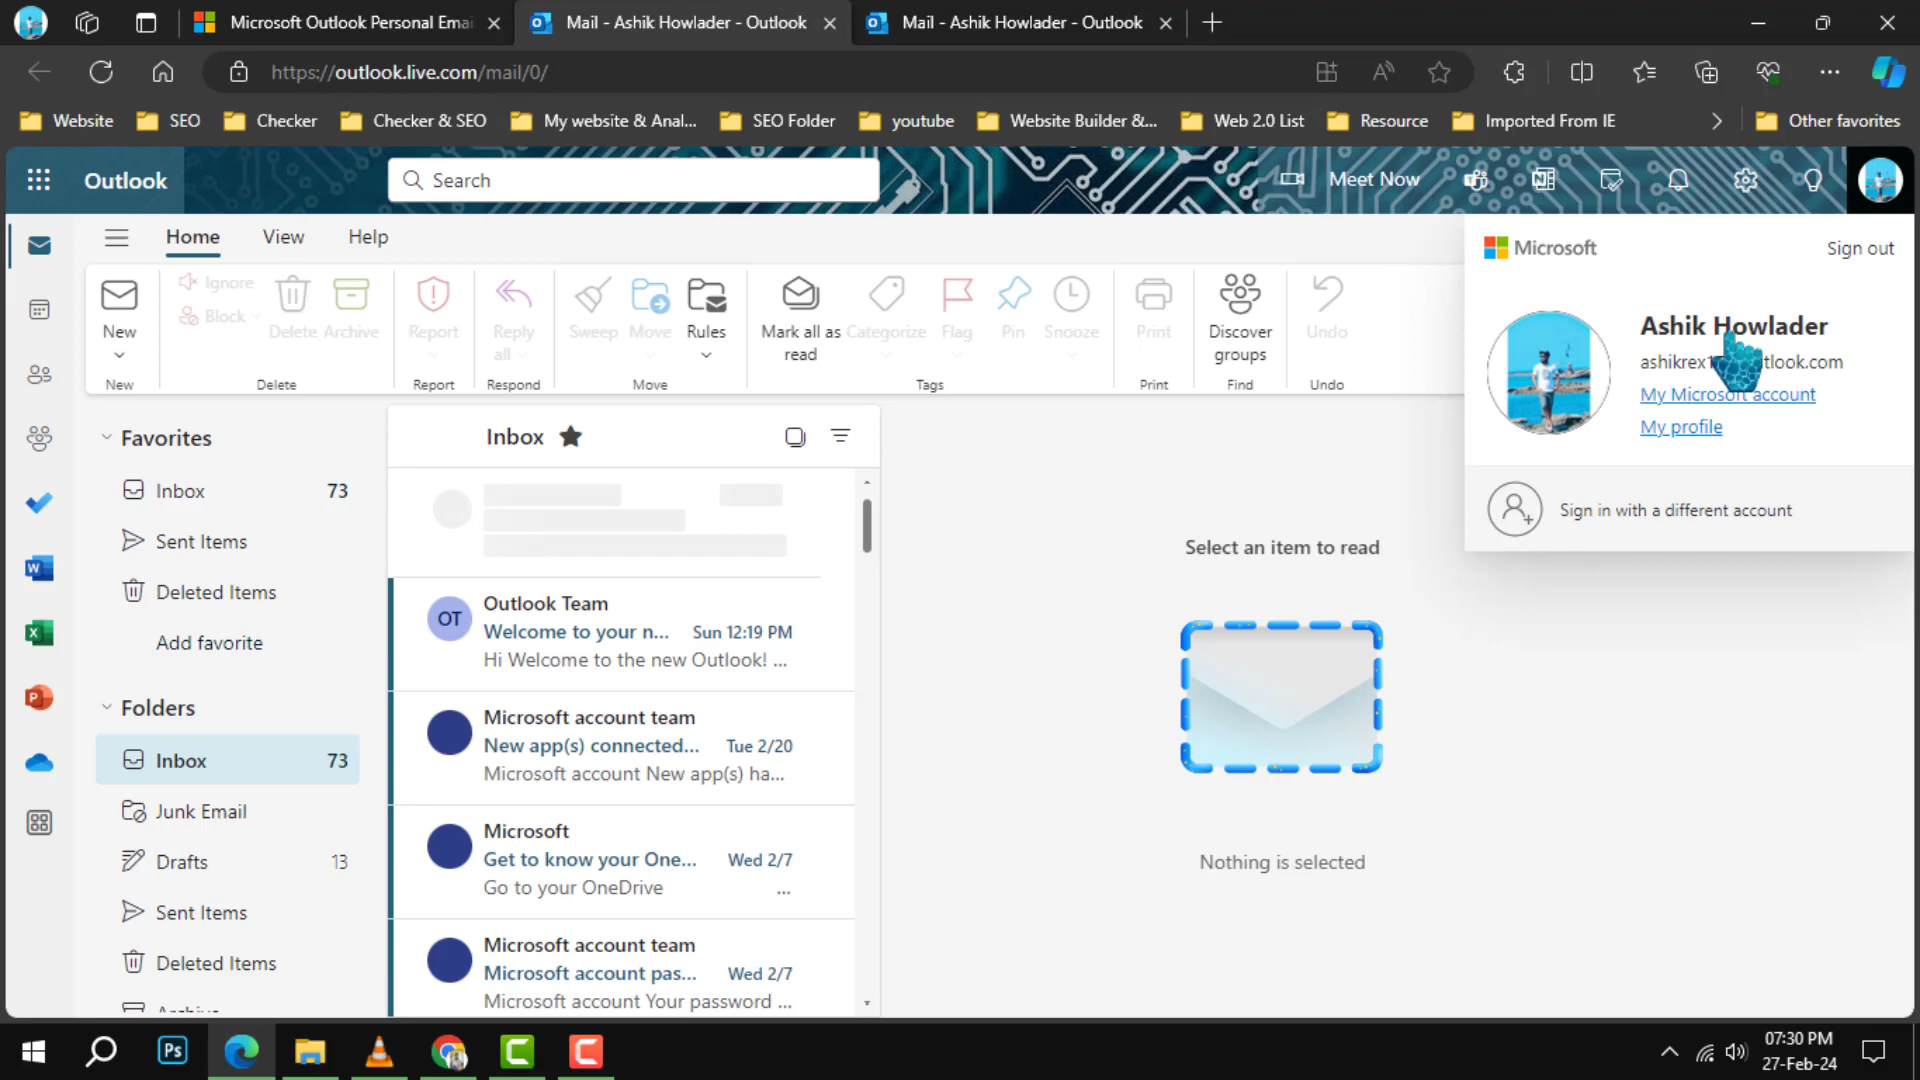 Microsoft Outlook Personal Emai
Mail - Ashik Howlader - Outlook
Mail - Ashik Howlader - Outlook
https://outlook.live.com/mail/0/
Website
SEO
Checker
Checker & SEO
My website & Anal...
SEO Folder
youtube
Website Builder &...
Web 2.0 List
Resource
Imported From IE
Other favorites
Outlook
Search
Meet Now
Home
View
Help
New
New
Ignore
Block
Delete
Archive
Delete
Report
Report
Reply all
Respond
Sweep
Move
Rules
Move
Mark all as read
Categorize
Flag
Pin
Snooze
Tags
Print
Print
Discover groups
Find
Undo
Undo
Microsoft
Sign out
Ashik Howlader
My Microsoft account
My profile
Sign in with a different account
Favorites
Inbox 73
Sent Items
Deleted Items
Add favorite
Folders
Inbox 73
Junk Email
Drafts 13
Sent Items
Deleted Items
Inbox
OT
Outlook Team
Welcome to your n... Sun 12:19 PM
Hi Welcome to the new Outlook! ...
Microsoft account team
New app(s) connected... Tue 2/20
Microsoft account New app(s) ha...
Microsoft
Get to know your One... Wed 2/7
Go to your OneDrive ...
Microsoft account team
Microsoft account pas... Wed 2/7
Microsoft account Your password ...
Select an item to read
Nothing is selected
Ps
07:30 PM
27-Feb-24